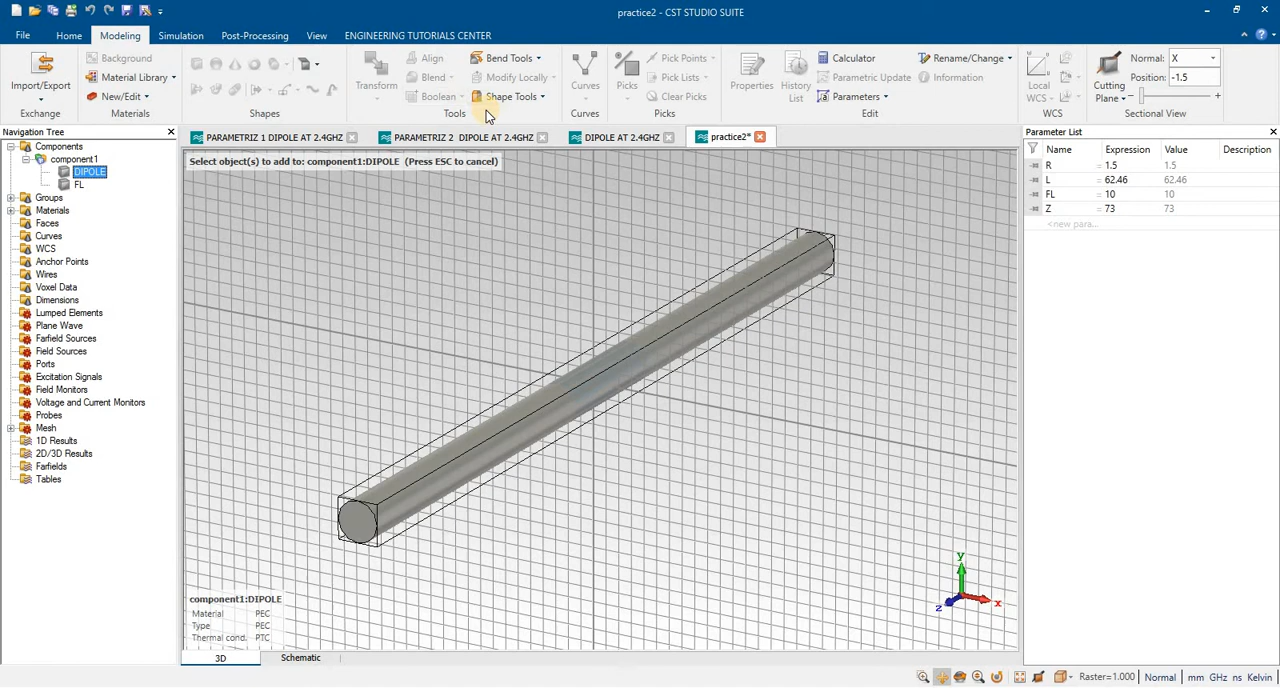 practice2 - CST STUDIO SUITE
File Home Modeling Simulation Post-Processing View ENGINEERING TUTORIALS CENTER
Import/Export
Exchange
Background
Material Library
New/Edit
Materials
Shapes
Transform
Align
Blend
Boolean
Bend Tools
Modify Locally
Shape Tools
Tools
Curves
Curves
Picks
Pick Points
Pick Lists
Clear Picks
Picks
Properties
History List
Calculator
Parametric Update
Parameters
Rename/Change
Information
Edit
Local WCS
WCS
Cutting Plane
Normal: X
Position: -1.5
Sectional View
Navigation Tree
Components
component1
DIPOLE
FL
Groups
Materials
Faces
Curves
WCS
Anchor Points
Wires
Voxel Data
Dimensions
Lumped Elements
Plane Wave
Farfield Sources
Field Sources
Ports
Excitation Signals
Field Monitors
Voltage and Current Monitors
Probes
Mesh
1D Results
2D/3D Results
Farfields
Tables
PARAMETRIZ 1 DIPOLE AT 2.4GHZ PARAMETRIZ 2 DIPOLE AT 2.4GHZ DIPOLE AT 2.4GHZ practice2*
Select object(s) to add to: component1:DIPOLE (Press ESC to cancel)
component1:DIPOLE
Material PEC
Type PEC
Thermal cond. PTC
y
x
z
3D Schematic
Parameter List
Name Expression Value Description
R = 1.5 1.5
L = 62.46 62.46
FL = 10 10
Z = 73 73
<new para...
Raster=1.000 Normal mm GHz ns Kelvin